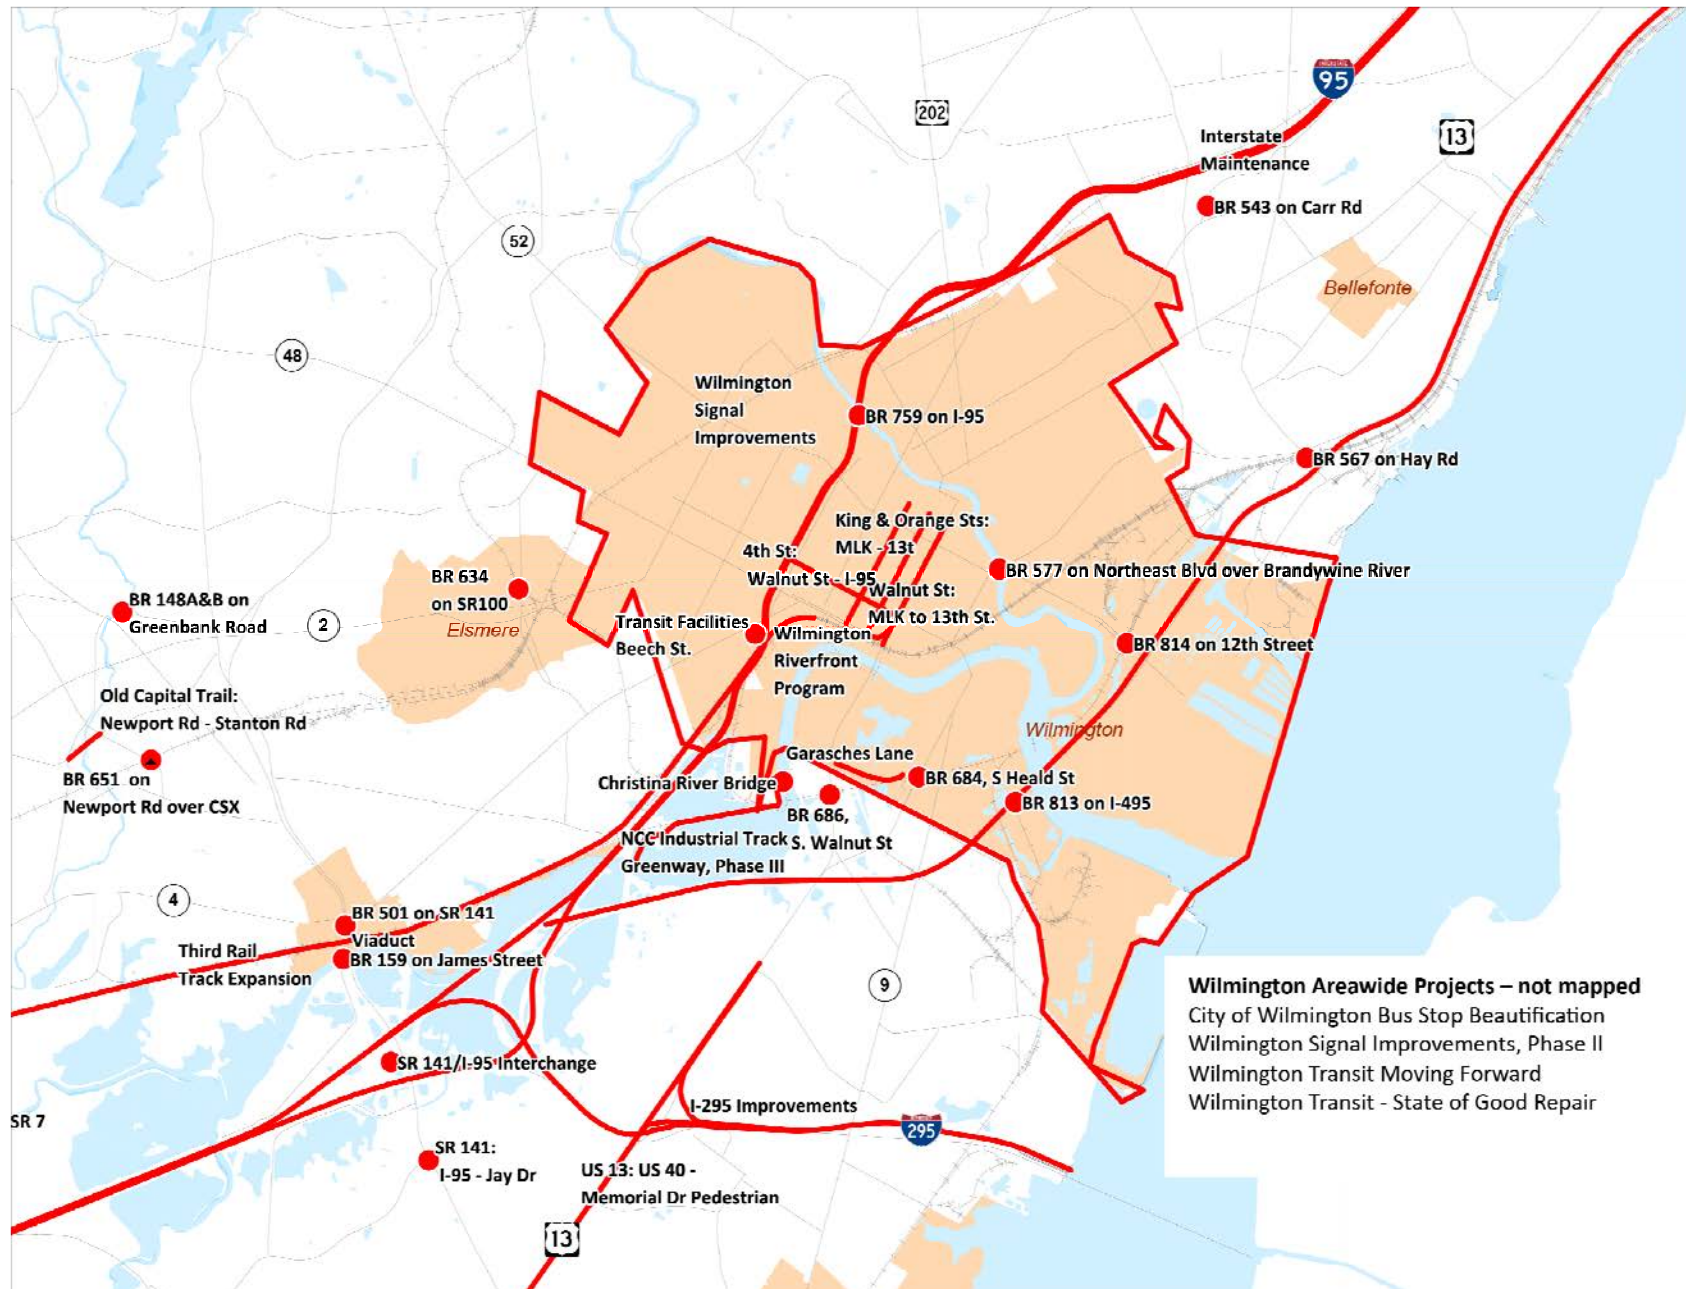 INTERSTATE
95
202
13
Interstate
Maintenance
BR 543 on Carr Rd
52
Bellefonte
48
Wilmington
Signal
Improvements
BR 759 on I-95
BR 567 on Hay Rd
King & Orange Sts:
MLK - 13t
4th St:
Walnut St - I-95
Walnut St:
MLK to 13th St.
BR 577 on Northeast Blvd over Brandywine River
BR 634
on SR100
Elsmere
BR 148A&B on
Greenbank Road
2
Transit Facilities
Beech St.
Wilmington
Riverfront
Program
BR 814 on 12th Street
Old Capital Trail:
Newport Rd - Stanton Rd
Wilmington
BR 651 on
Newport Rd over CSX
Garasches Lane
Christina River Bridge
BR 684, S Heald St
BR 813 on I-495
BR 686,
S. Walnut St
NCC Industrial Track
Greenway, Phase III
4
BR 501 on SR 141
Viaduct
BR 159 on James Street
Third Rail
Track Expansion
9
Wilmington Areawide Projects – not mapped
City of Wilmington Bus Stop Beautification
Wilmington Signal Improvements, Phase II
Wilmington Transit Moving Forward
Wilmington Transit - State of Good Repair
SR 141/I-95 Interchange
I-295 Improvements
INTERSTATE
295
SR 7
SR 141:
I-95 - Jay Dr
US 13: US 40 -
Memorial Dr Pedestrian
13